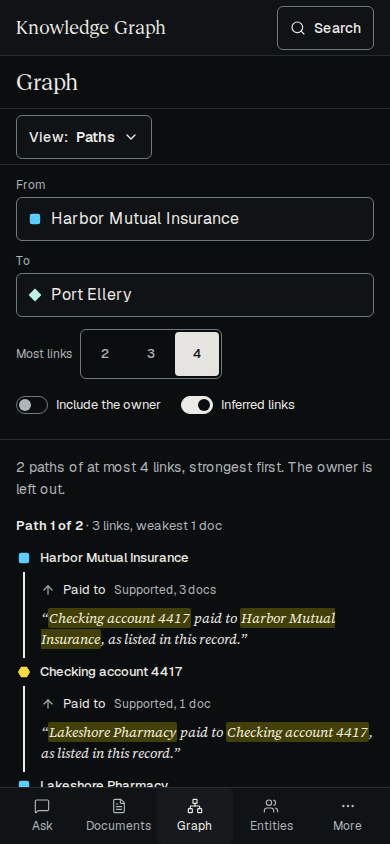 Knowledge Graph
Search
Graph
View: Paths
From
Harbor Mutual Insurance
To
Port Ellery
Most links
2
3
4
Include the owner
Inferred links
2 paths of at most 4 links, strongest first. The owner is
left out.
Path 1 of 2 · 3 links, weakest 1 doc
Harbor Mutual Insurance
Paid to Supported, 3 docs
“Checking account 4417 paid to Harbor Mutual
Insurance, as listed in this record.”
Checking account 4417
Paid to Supported, 1 doc
“Lakeshore Pharmacy paid to Checking account 4417,
as listed in this record.”
Lakeshore Pharmacy
Ask
Documents
Graph
Entities
More